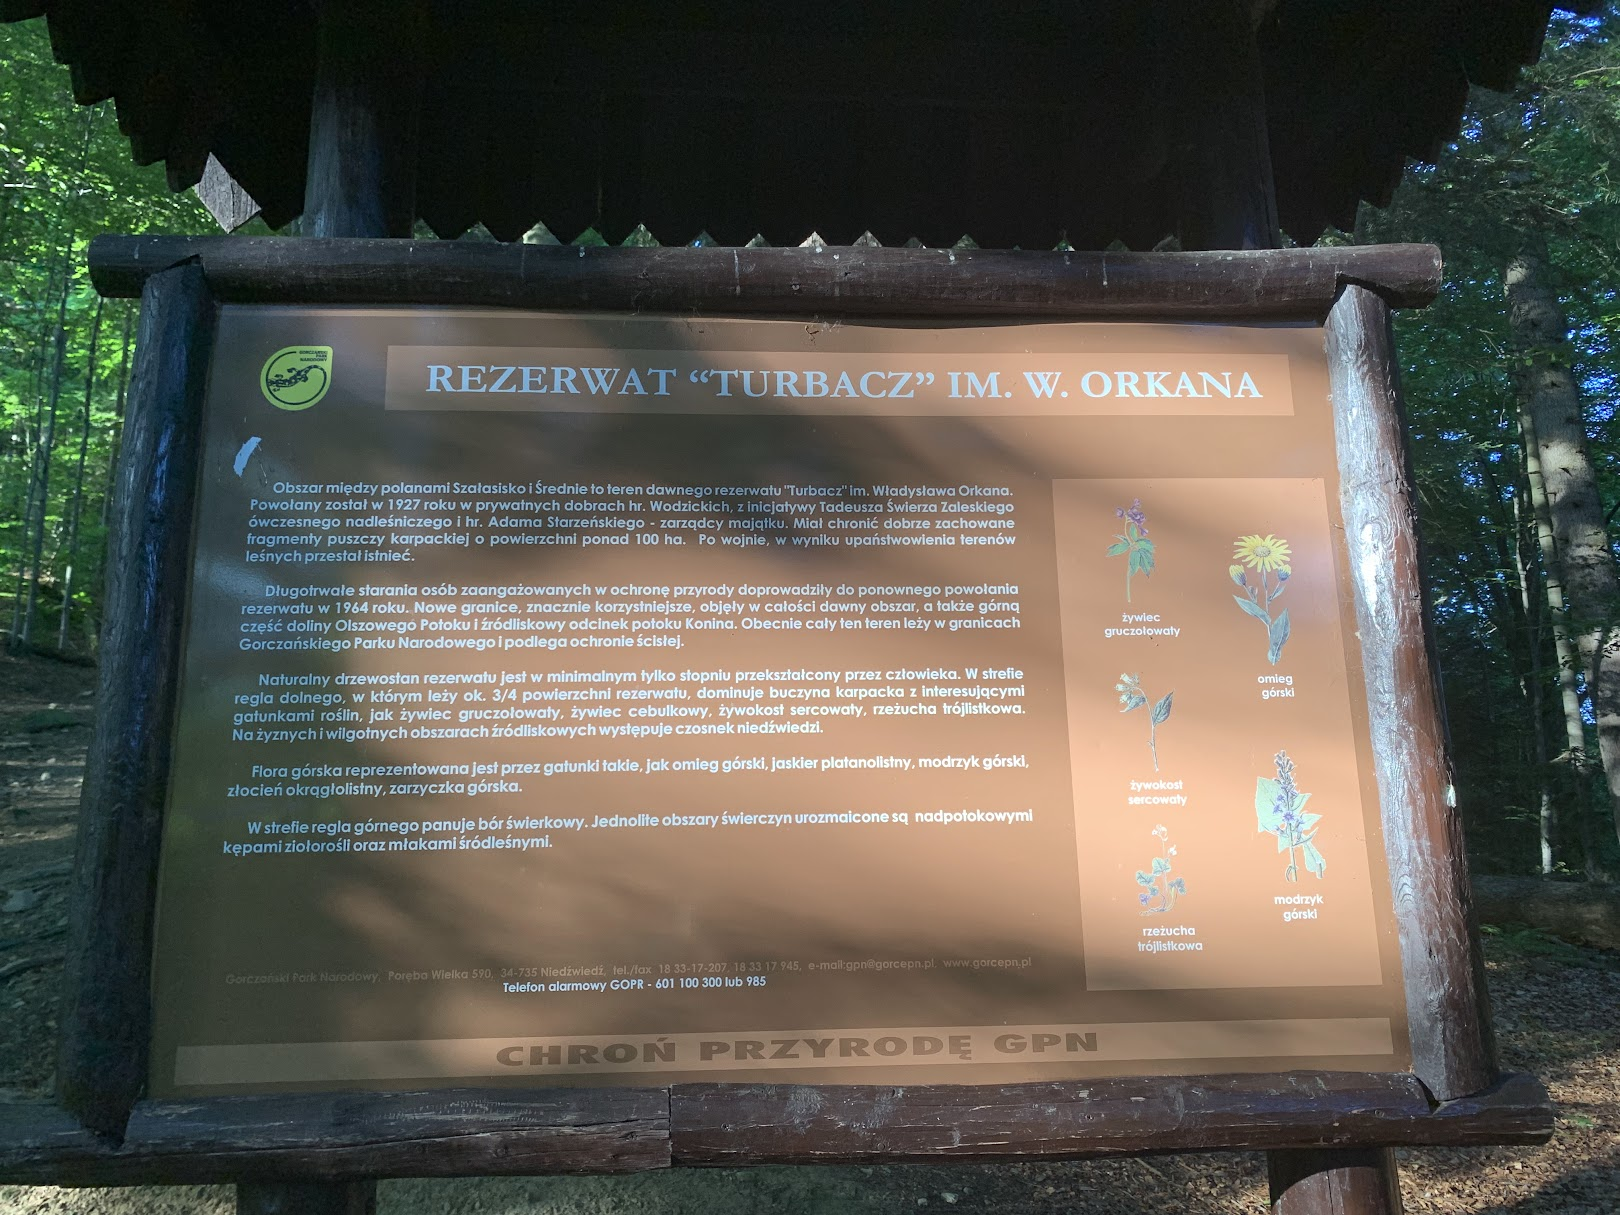 GORCZAŃSKI
PARK
NARODOWY
REZERWAT “TURBACZ” IM. W. ORKANA
Obszar między polanami Szałasisko i Średnie to teren dawnego rezerwatu "Turbacz" im. Władysława Orkana.
Powołany został w 1927 roku w prywatnych dobrach hr. Wodzickich, z inicjatywy Tadeusza Świerza Zaleskiego
ówczesnego nadleśniczego i hr. Adama Starzeńskiego - zarządcy majątku. Miał chronić dobrze zachowane
fragmenty puszczy karpackiej o powierzchni ponad 100 ha. Po wojnie, w wyniku upaństwowienia terenów
leśnych przestał istnieć.
Długotrwałe starania osób zaangażowanych w ochronę przyrody doprowadziły do ponownego powołania
rezerwatu w 1964 roku. Nowe granice, znacznie korzystniejsze, objęły w całości dawny obszar, a także górną
część doliny Olszowego Potoku i źródliskowy odcinek potoku Konina. Obecnie cały ten teren leży w granicach
Gorczańskiego Parku Narodowego i podlega ochronie ścisłej.
Naturalny drzewostan rezerwatu jest w minimalnym tylko stopniu przekształcony przez człowieka. W strefie
regla dolnego, w którym leży ok. 3/4 powierzchni rezerwatu, dominuje buczyna karpacka z interesującymi
gatunkami roślin, jak żywiec gruczołowaty, żywiec cebulkowy, żywokost sercowaty, rzeżucha trójlistkowa.
Na żyznych i wilgotnych obszarach źródliskowych występuje czosnek niedźwiedzi.
Flora górska reprezentowana jest przez gatunki takie, jak omieg górski, jaskier platanolistny, modrzyk górski,
złocień okrągłolistny, zarzyczka górska.
W strefie regla górnego panuje bór świerkowy. Jednolite obszary świerczyn urozmaicone są nadpotokowymi
kępami ziołorośli oraz młakami śródleśnymi.
żywiec
gruczołowaty
omieg
górski
żywokost
sercowaty
modrzyk
górski
rzeżucha
trójlistkowa
Gorczański Park Narodowy, Poręba Wielka 590, 34-735 Niedźwiedź, tel./fax 18 33-17-207, 18 33 17 945, e-mail:gpn@gorcepn.pl, www.gorcepn.pl
Telefon alarmowy GOPR - 601 100 300 lub 985
CHROŃ PRZYRODĘ GPN